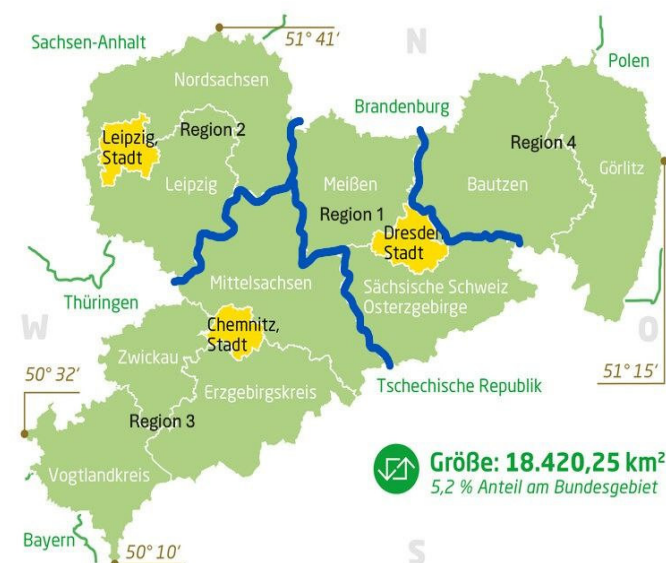 Sachsen-Anhalt
51° 41‘
N
Polen
Nordsachsen
Brandenburg
Leipzig,
Stadt
Region 2
Region 4
Görlitz
Leipzig
Meißen
Bautzen
Region 1
Dresden
Stadt
Thüringen
Mittelsachsen
Sächsische Schweiz
Osterzgebirge
W
O
Chemnitz,
Stadt
Zwickau
50° 32‘
51° 15‘
Erzgebirgskreis
Tschechische Republik
Region 3
Vogtlandkreis
Größe: 18.420,25 km²
5,2 % Anteil am Bundesgebiet
Bayern
50° 10‘
S